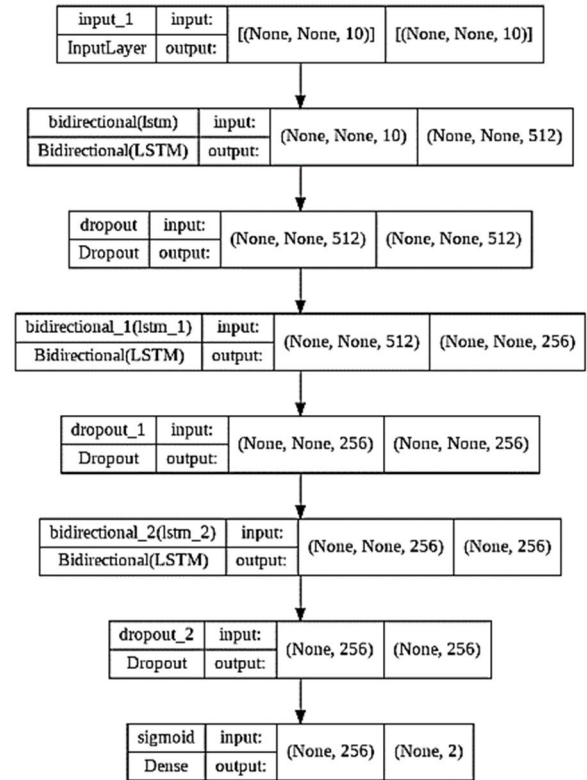 input_1 input: [(None, None, 10)] [(None, None, 10)]
InputLayer output:
bidirectional(lstm) input: (None, None, 10) (None, None, 512)
Bidirectional(LSTM) output:
dropout input: (None, None, 512) (None, None, 512)
Dropout output:
bidirectional_1(lstm_1) input: (None, None, 512) (None, None, 256)
Bidirectional(LSTM) output:
dropout_1 input: (None, None, 256) (None, None, 256)
Dropout output:
bidirectional_2(lstm_2) input: (None, None, 256) (None, 256)
Bidirectional(LSTM) output:
dropout_2 input: (None, 256) (None, 256)
Dropout output:
sigmoid input: (None, 256) (None, 2)
Dense output: